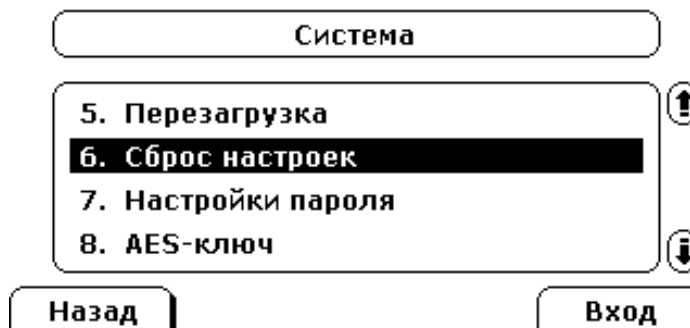 Система
5. Перезагрузка
6. Сброс настроек
7. Настройки пароля
8. AES-ключ
Назад
Вход